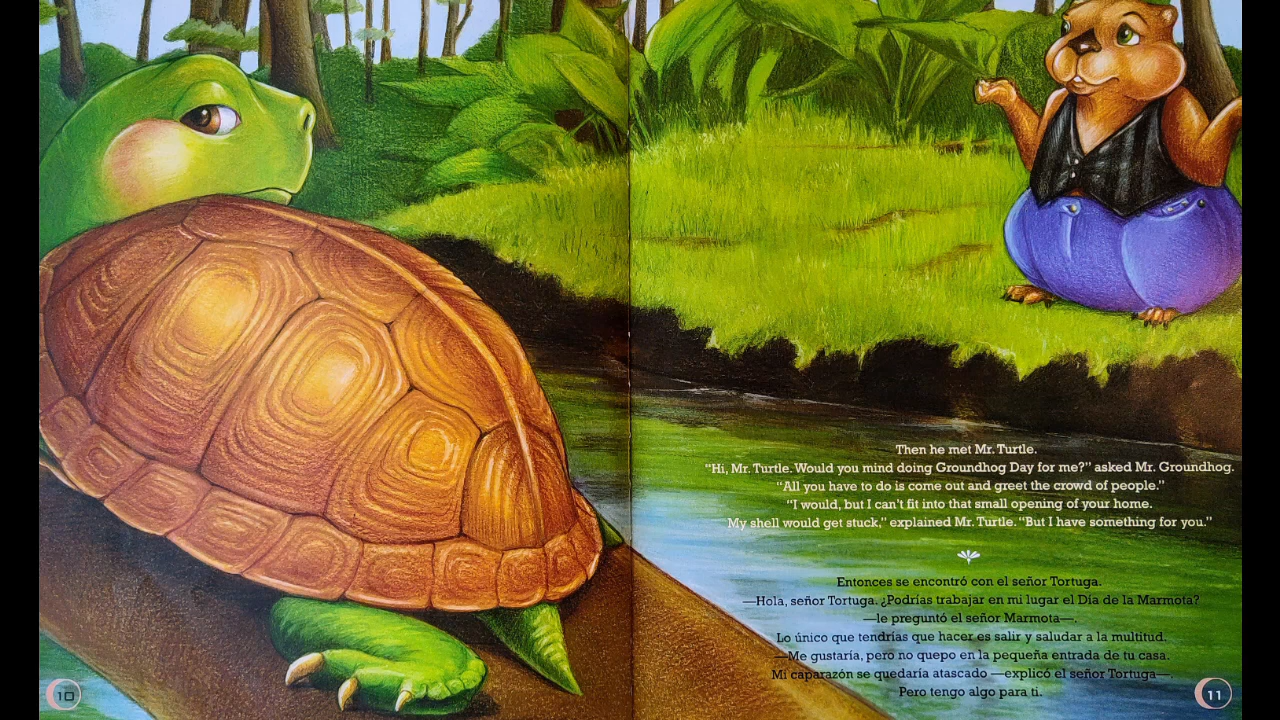 Then he met Mr. Turtle.
“Hi, Mr. Turtle. Would you mind doing Groundhog Day for me?” asked Mr. Groundhog.
“All you have to do is come out and greet the crowd of people.”
“I would, but I can’t fit into that small opening of your home.
My shell would get stuck,” explained Mr. Turtle. “But I have something for you.”
Entonces se encontró con el señor Tortuga.
—Hola, señor Tortuga. ¿Podrías trabajar en mi lugar el Día de la Marmota?
—le preguntó el señor Marmota—.
Lo único que tendrías que hacer es salir y saludar a la multitud.
—Me gustaría, pero no quepo en la pequeña entrada de tu casa.
Mi caparazón se quedaría atascado —explicó el señor Tortuga—.
Pero tengo algo para ti.
10
11